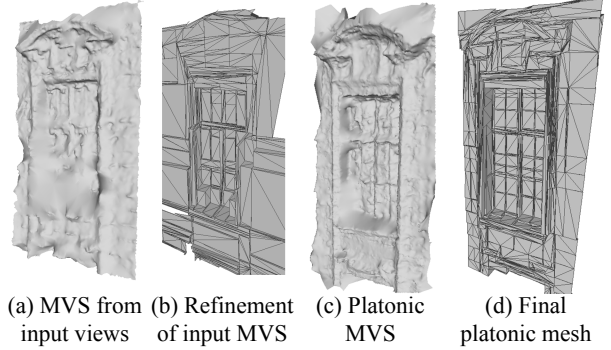 (a) MVS from input views
(b) Refinement of input MVS
(c) Platonic MVS
(d) Final platonic mesh